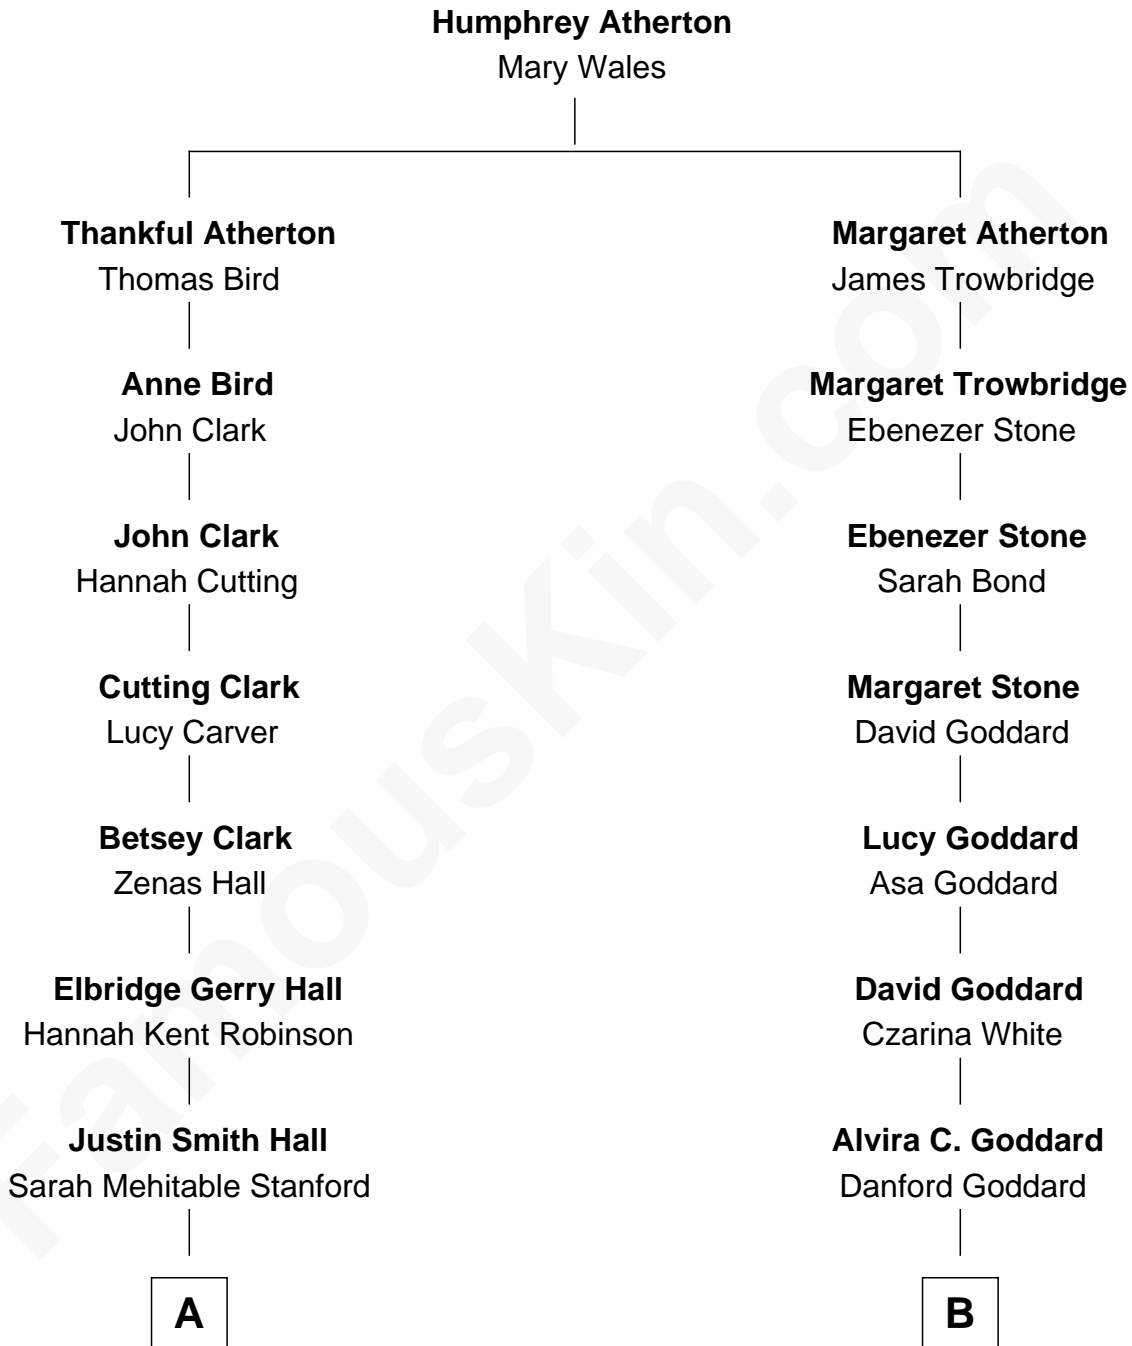 Humphrey Atherton
Mary Wales
Thankful Atherton
Thomas Bird
Margaret Atherton
James Trowbridge
Anne Bird
John Clark
Margaret Trowbridge
Ebenezer Stone
John Clark
Hannah Cutting
Ebenezer Stone
Sarah Bond
Cutting Clark
Lucy Carver
Margaret Stone
David Goddard
Betsey Clark
Zenas Hall
Lucy Goddard
Asa Goddard
Elbridge Gerry Hall
Hannah Kent Robinson
David Goddard
Czarina White
Justin Smith Hall
Sarah Mehitable Stanford
Alvira C. Goddard
Danford Goddard
A
B
FamousKin.com